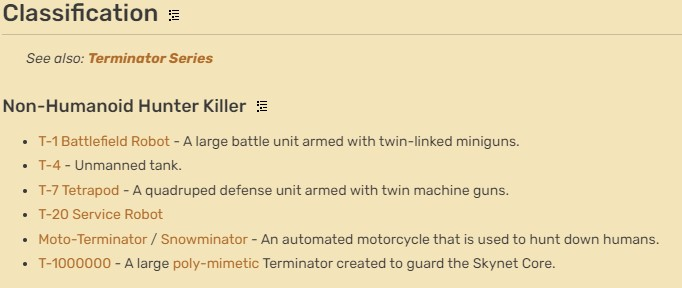 Classification
See also: Terminator Series
Non-Humanoid Hunter Killer
• T-1 Battlefield Robot - A large battle unit armed with twin-linked miniguns.
• T-4 - Unmanned tank.
• T-7 Tetrapod - A quadruped defense unit armed with twin machine guns.
• T-20 Service Robot
• Moto-Terminator / Snowminator - An automated motorcycle that is used to hunt down humans.
• T-1000000 - A large poly-mimetic Terminator created to guard the Skynet Core.